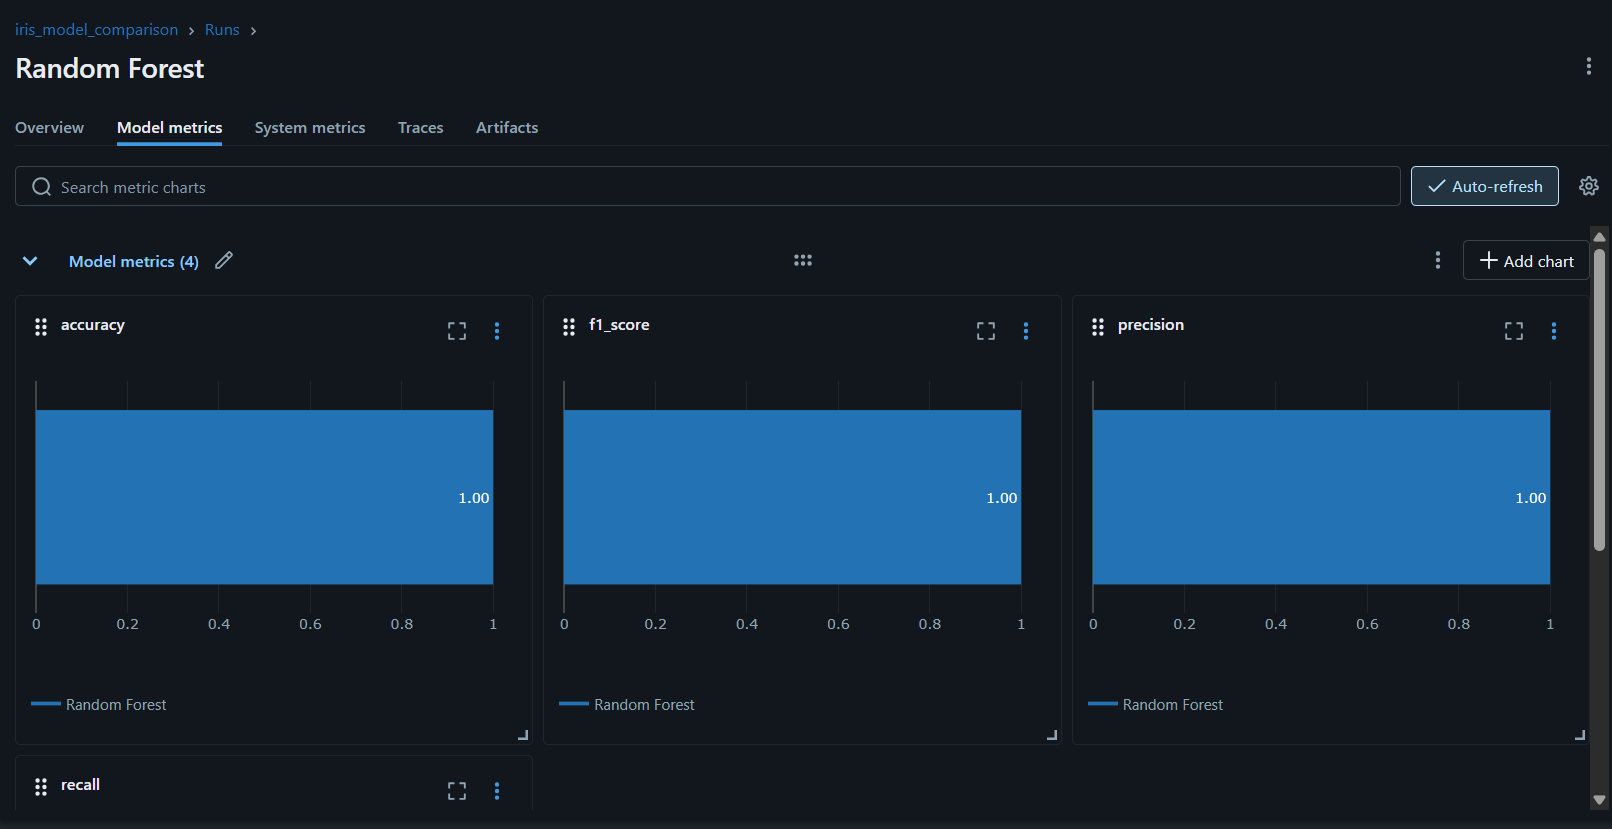 iris_model_comparison > Runs >
Random Forest
Overview Model metrics System metrics Traces Artifacts
Search metric charts
Auto-refresh
Model metrics (4)
Add chart
accuracy
1.00
0 0.2 0.4 0.6 0.8 1
Random Forest
f1_score
1.00
0 0.2 0.4 0.6 0.8 1
Random Forest
precision
1.00
0 0.2 0.4 0.6 0.8 1
Random Forest
recall